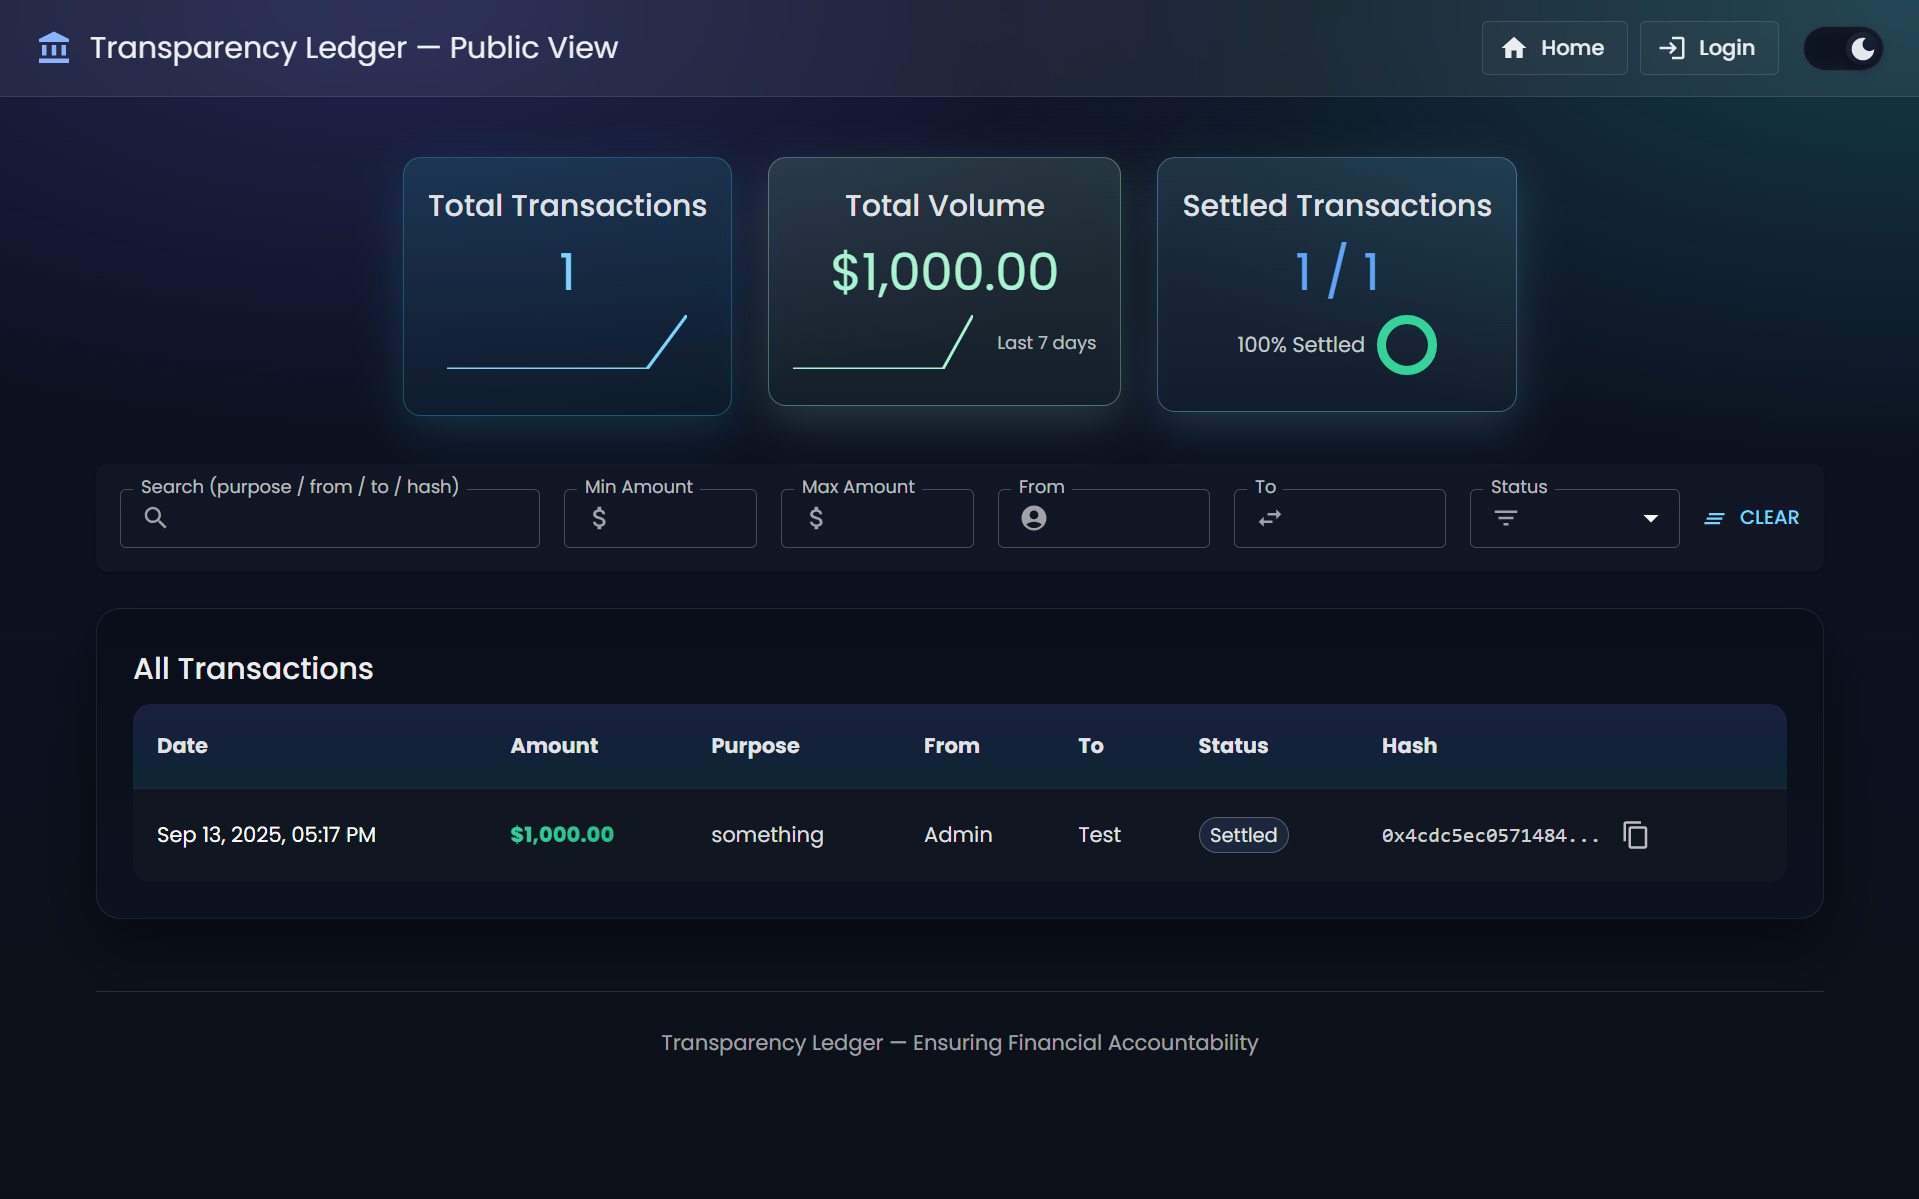 Transparency Ledger — Public View
Home
Login
Total Transactions
1
Total Volume
$1,000.00
Last 7 days
Settled Transactions
1 / 1
100% Settled
Search (purpose / from / to / hash)
Min Amount
$
Max Amount
$
From
To
Status
CLEAR
All Transactions
Date Amount Purpose From To Status Hash
Sep 13, 2025, 05:17 PM $1,000.00 something Admin Test Settled 0x4cdc5ec0571484...
Transparency Ledger — Ensuring Financial Accountability